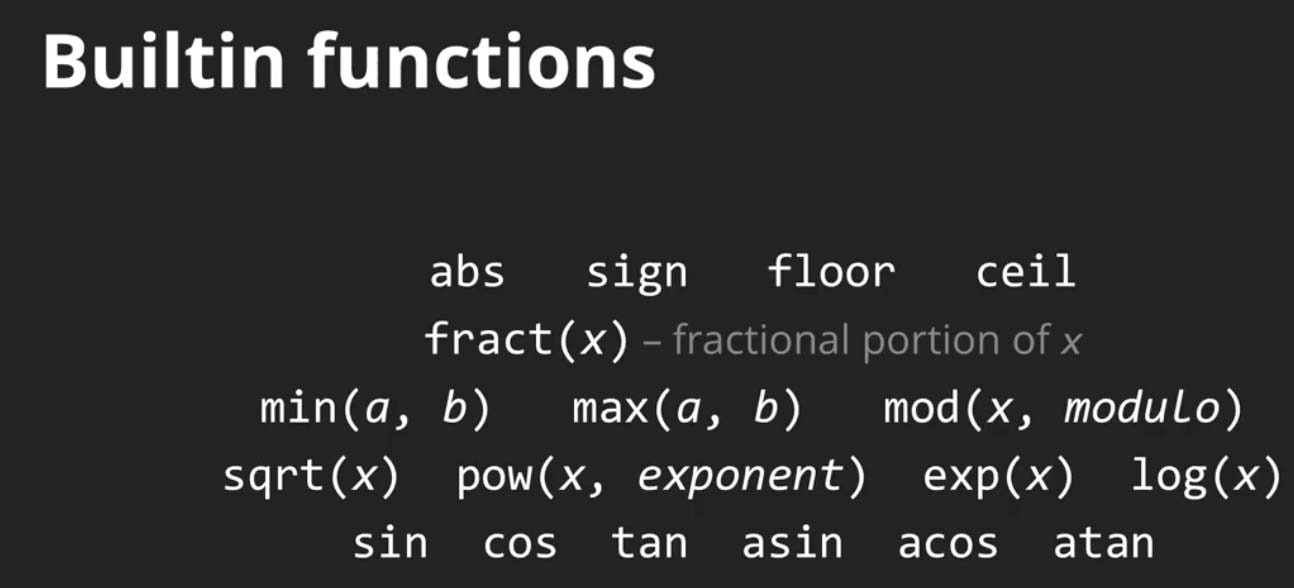 Builtin functions
abs sign floor ceil
fract(x) – fractional portion of x
min(a, b) max(a, b) mod(x, modulo)
sqrt(x) pow(x, exponent) exp(x) log(x)
sin cos tan asin acos atan